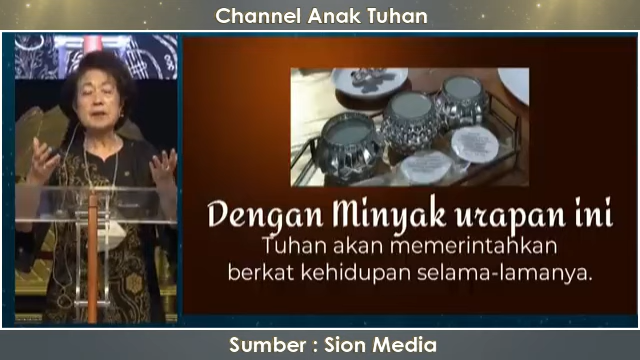 Channel Anak Tuhan
Dengan Minyak urapan ini
Tuhan akan memerintahkan
berkat kehidupan selama-lamanya.
Sumber : Sion Media